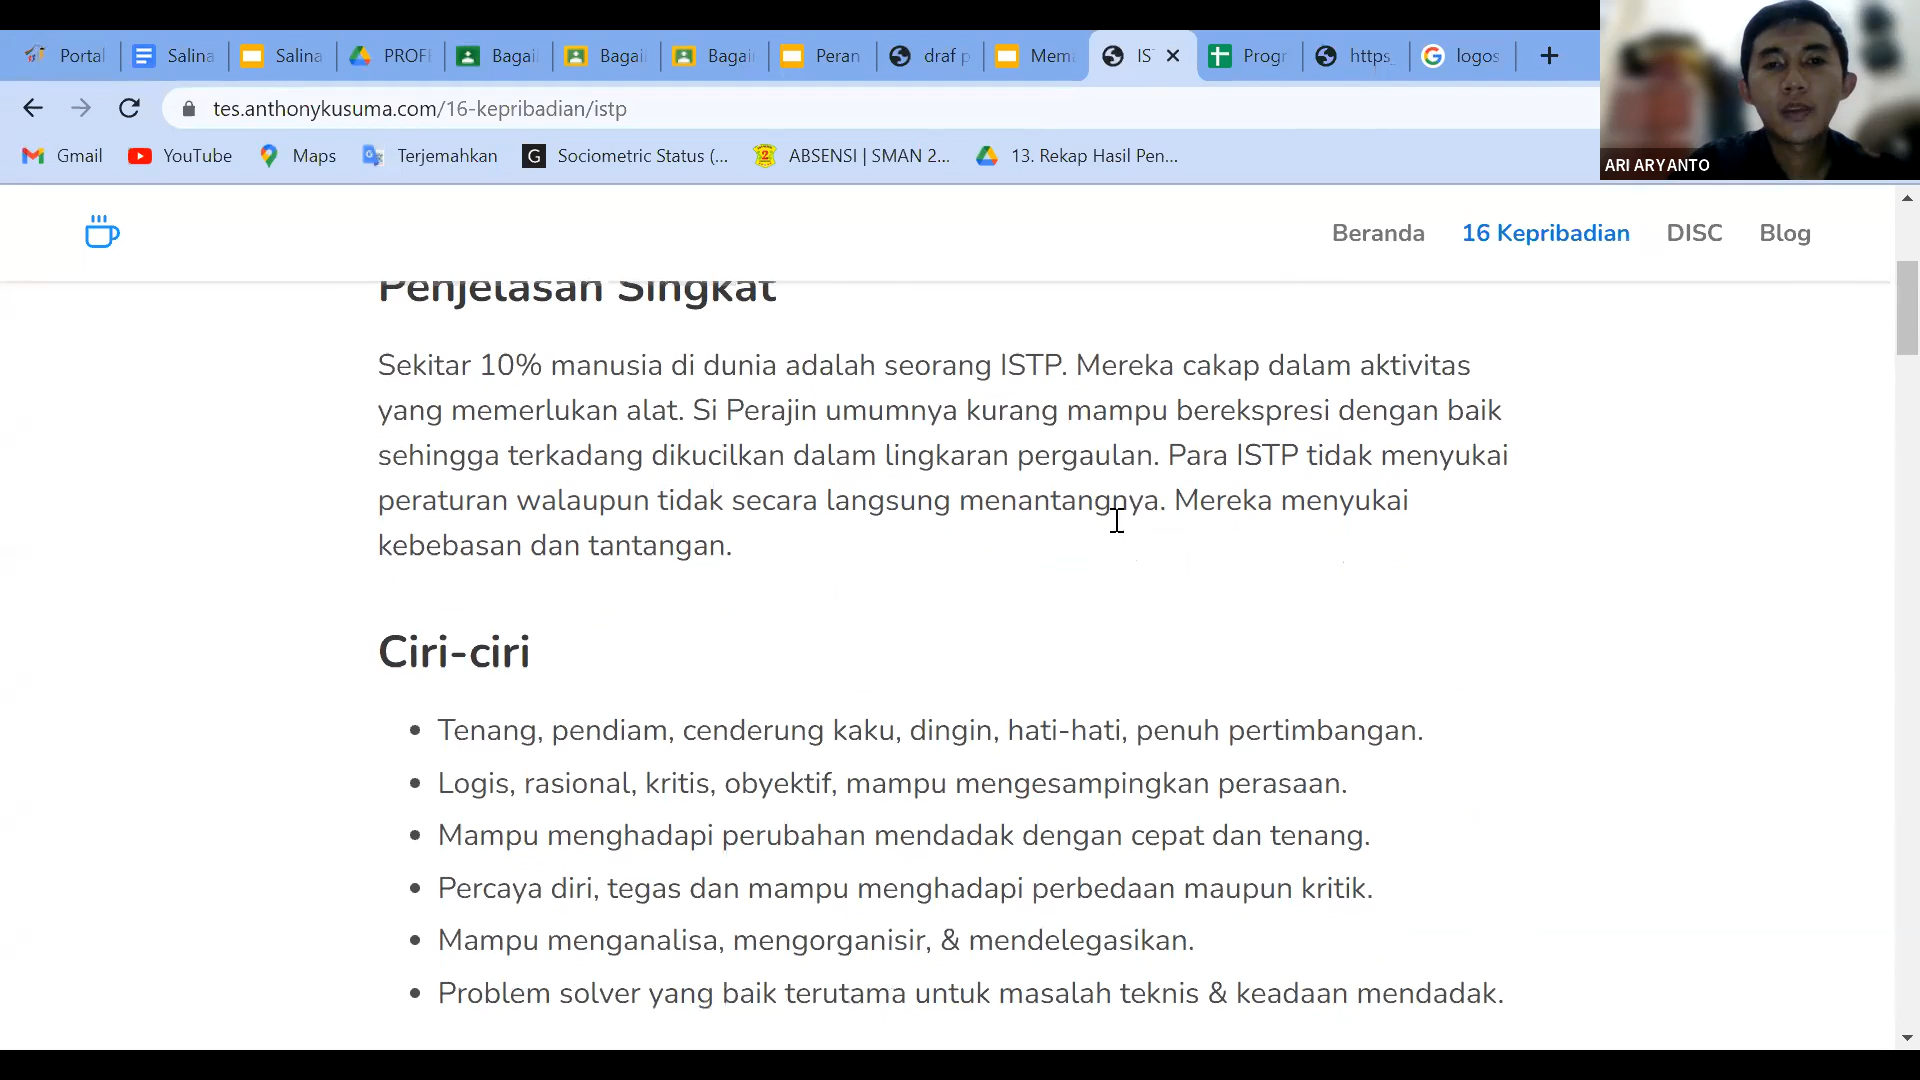 Portal
Salina
Salina
PROFI
Bagai
Bagai
Bagai
Peran
draf p
Mema
IS
Progr
https
logos
tes.anthonykusuma.com/16-kepribadian/istp
Gmail
YouTube
Maps
Terjemahkan
G
Sociometric Status (...
2
ABSENSI | SMAN 2...
13. Rekap Hasil Pen...
ARI ARYANTO
Beranda
16 Kepribadian
DISC
Blog
Penjelasan Singkat
Sekitar 10% manusia di dunia adalah seorang ISTP. Mereka cakap dalam aktivitas
yang memerlukan alat. Si Perajin umumnya kurang mampu berekspresi dengan baik
sehingga terkadang dikucilkan dalam lingkaran pergaulan. Para ISTP tidak menyukai
peraturan walaupun tidak secara langsung menantangnya. Mereka menyukai
kebebasan dan tantangan.
Ciri-ciri
• Tenang, pendiam, cenderung kaku, dingin, hati-hati, penuh pertimbangan.
• Logis, rasional, kritis, obyektif, mampu mengesampingkan perasaan.
• Mampu menghadapi perubahan mendadak dengan cepat dan tenang.
• Percaya diri, tegas dan mampu menghadapi perbedaan maupun kritik.
• Mampu menganalisa, mengorganisir, & mendelegasikan.
• Problem solver yang baik terutama untuk masalah teknis & keadaan mendadak.